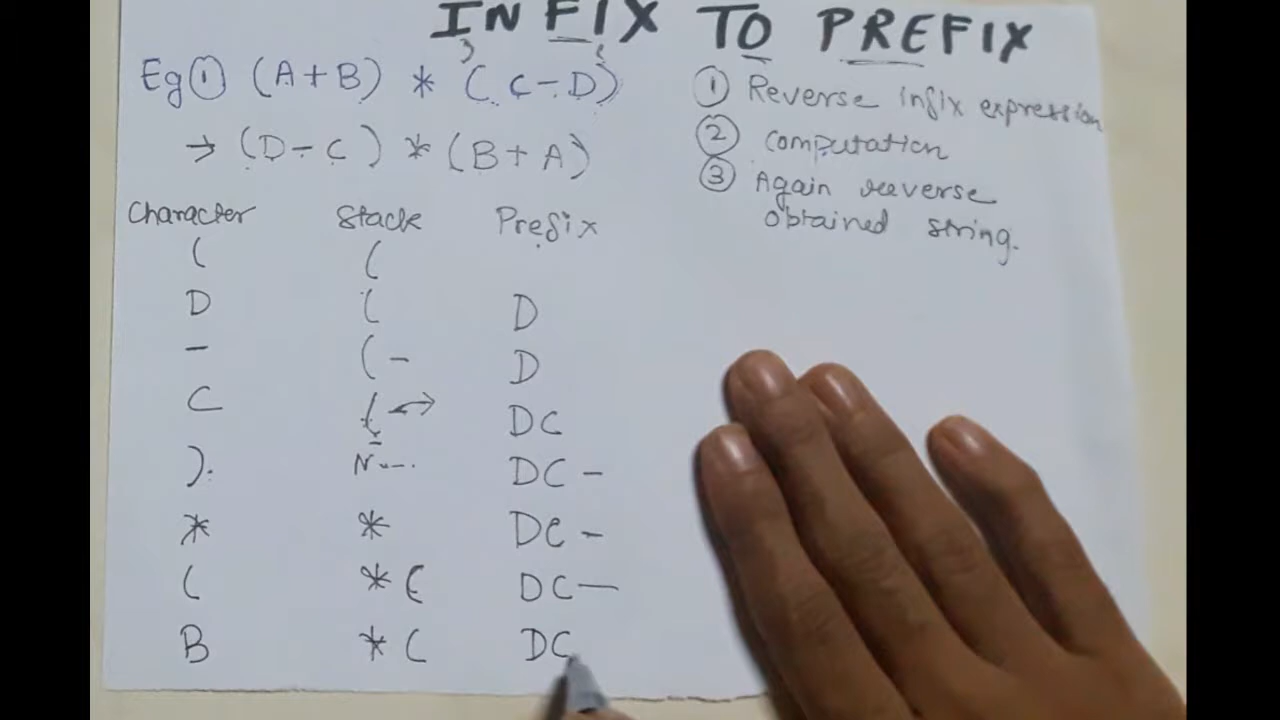 INFIX TO PREFIX
Eg ① (A+B) * (C-D)
→ (D-C) * (B+A)
① Reverse infix expression
② Computation
③ Again reverse
obtained string.
Character Stack Prefix
( (
D ( D
- (- D
C ( DC
) DC-
* * DC-
( *( DC-
B *( DC